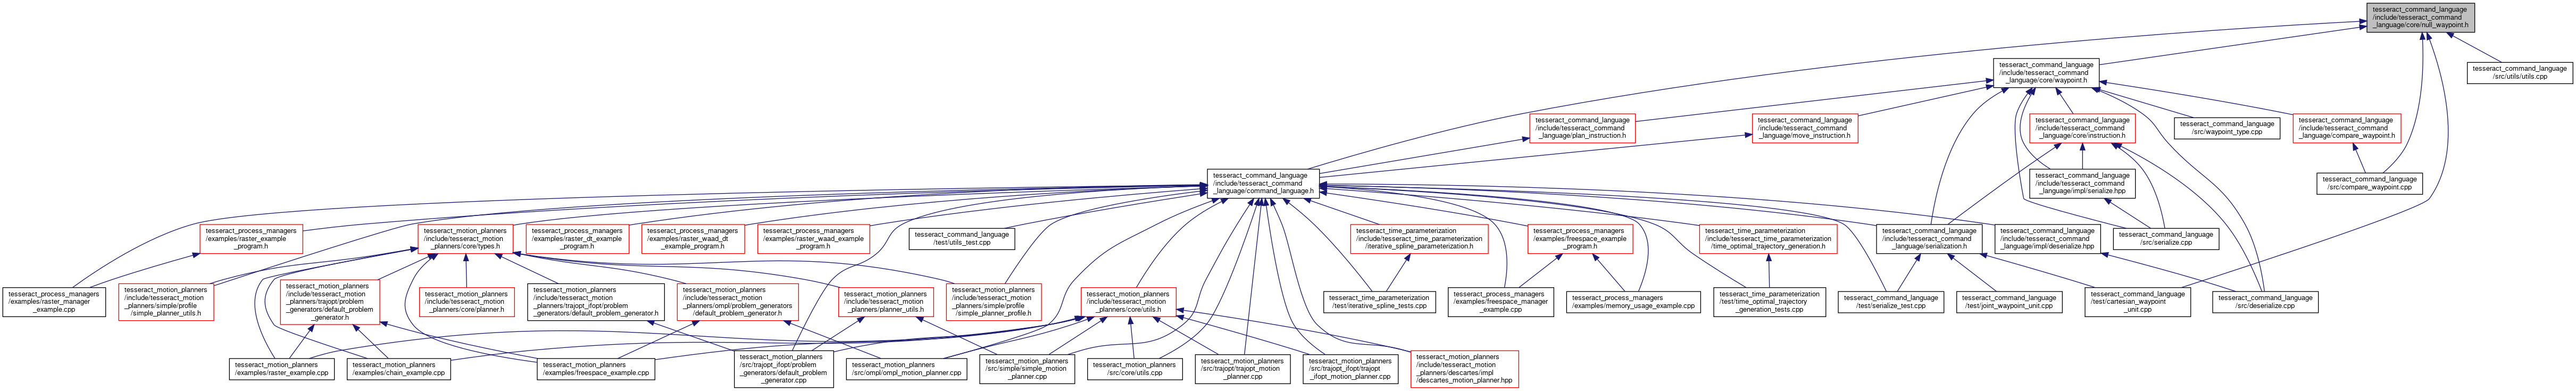 tesseract_command_language
/include/tesseract_command
_language/core/null_waypoint.h
tesseract_command_language
/include/tesseract_command
_language/core/waypoint.h
tesseract_command_language
/src/utils/utils.cpp
tesseract_command_language
/include/tesseract_command
_language/plan_instruction.h
tesseract_command_language
/include/tesseract_command
_language/move_instruction.h
tesseract_command_language
/include/tesseract_command
_language/core/instruction.h
tesseract_command_language
/src/waypoint_type.cpp
tesseract_command_language
/include/tesseract_command
_language/compare_waypoint.h
tesseract_command_language
/include/tesseract_command
_language/command_language.h
tesseract_command_language
/include/tesseract_command
_language/impl/serialize.hpp
tesseract_command_language
/src/compare_waypoint.cpp
tesseract_process_managers
/examples/raster_example
_program.h
tesseract_motion_planners
/include/tesseract_motion
_planners/core/types.h
tesseract_process_managers
/examples/raster_dt_example
_program.h
tesseract_process_managers
/examples/raster_waad_dt
_example_program.h
tesseract_process_managers
/examples/raster_waad_example
_program.h
tesseract_command_language
/test/utils_test.cpp
tesseract_time_parameterization
/include/tesseract_time_parameterization
/iterative_spline_parameterization.h
tesseract_process_managers
/examples/freespace_example
_program.h
tesseract_time_parameterization
/include/tesseract_time_parameterization
/time_optimal_trajectory_generation.h
tesseract_command_language
/include/tesseract_command
_language/serialization.h
tesseract_command_language
/include/tesseract_command
_language/impl/deserialize.hpp
tesseract_command_language
/src/serialize.cpp
tesseract_process_managers
/examples/raster_manager
_example.cpp
tesseract_motion_planners
/include/tesseract_motion
_planners/simple/profile
/simple_planner_utils.h
tesseract_motion_planners
/include/tesseract_motion
_planners/trajopt/problem
_generators/default_problem
_generator.h
tesseract_motion_planners
/include/tesseract_motion
_planners/core/planner.h
tesseract_motion_planners
/include/tesseract_motion
_planners/trajopt_ifopt/problem
_generators/default_problem_generator.h
tesseract_motion_planners
/include/tesseract_motion
_planners/ompl/problem_generators
/default_problem_generator.h
tesseract_motion_planners
/include/tesseract_motion
_planners/planner_utils.h
tesseract_motion_planners
/include/tesseract_motion
_planners/simple/profile
/simple_planner_profile.h
tesseract_motion_planners
/include/tesseract_motion
_planners/core/utils.h
tesseract_time_parameterization
/test/iterative_spline_tests.cpp
tesseract_process_managers
/examples/freespace_manager
_example.cpp
tesseract_process_managers
/examples/memory_usage_example.cpp
tesseract_time_parameterization
/test/time_optimal_trajectory
_generation_tests.cpp
tesseract_command_language
/test/serialize_test.cpp
tesseract_command_language
/test/joint_waypoint_unit.cpp
tesseract_command_language
/test/cartesian_waypoint
_unit.cpp
tesseract_command_language
/src/deserialize.cpp
tesseract_motion_planners
/examples/raster_example.cpp
tesseract_motion_planners
/examples/chain_example.cpp
tesseract_motion_planners
/examples/freespace_example.cpp
tesseract_motion_planners
/src/trajopt_ifopt/problem
_generators/default_problem
_generator.cpp
tesseract_motion_planners
/src/ompl/ompl_motion_planner.cpp
tesseract_motion_planners
/src/simple/simple_motion
_planner.cpp
tesseract_motion_planners
/src/core/utils.cpp
tesseract_motion_planners
/src/trajopt/trajopt_motion
_planner.cpp
tesseract_motion_planners
/src/trajopt_ifopt/trajopt
_ifopt_motion_planner.cpp
tesseract_motion_planners
/include/tesseract_motion
_planners/descartes/impl
/descartes_motion_planner.hpp